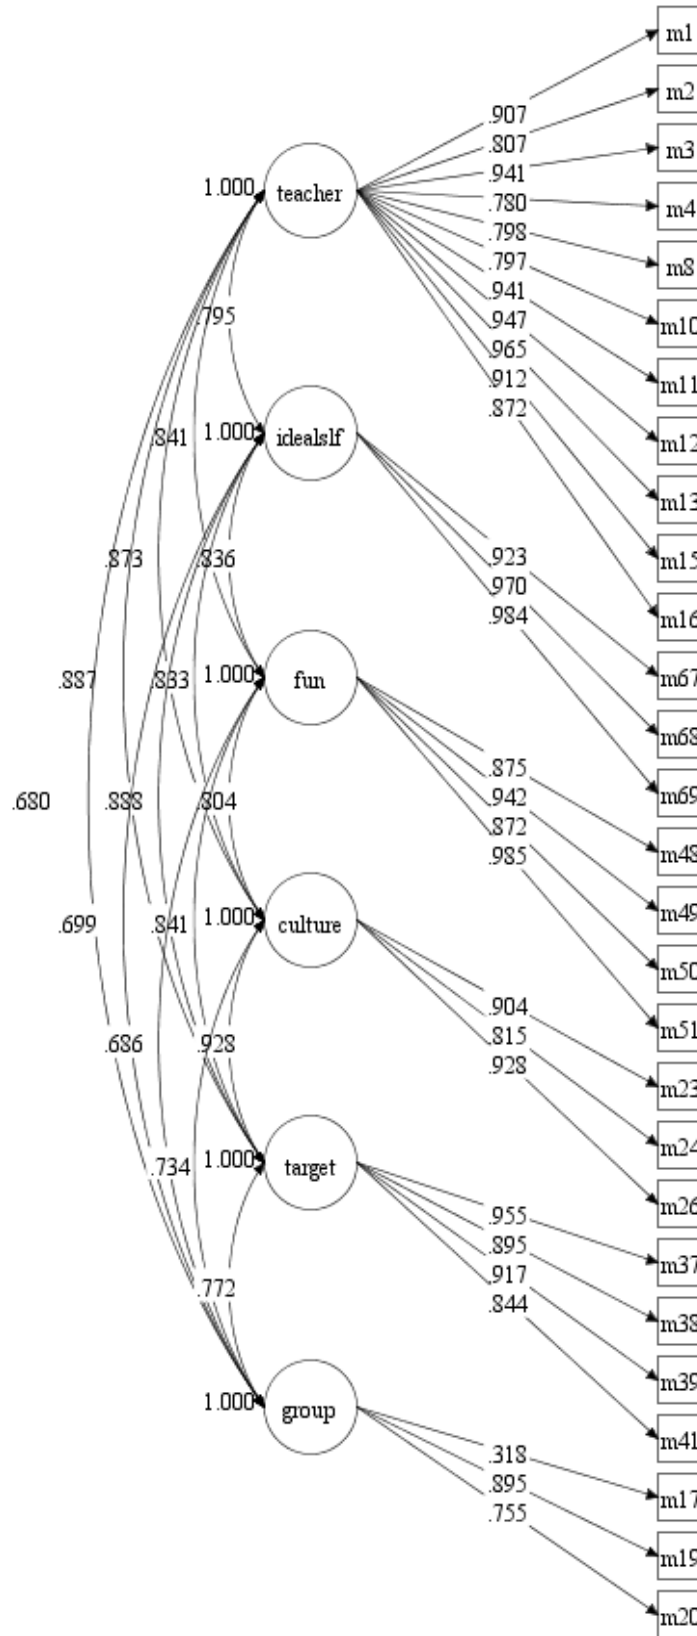 m1
m2
.907
.807
m3
.941
1.000
teacher
.780
m4
.798
.797
m8
.941
.795
.947
m10
.965
.912
m11
.872
.841
1.000
idealslf
m12
m13
.873
.836
.923
m15
.970
.984
m16
.887
.833
1.000
fun
m67
m68
.875
m69
.680
.888
.804
.942
.872
m48
.985
.699
.841
1.000
culture
m49
m50
.904
m51
.686
.928
.815
.928
m23
m24
.734
1.000
target
m26
.955
m37
.895
.772
.917
m38
.844
m39
1.000
group
m41
.318
m17
.895
.755
m19
m20